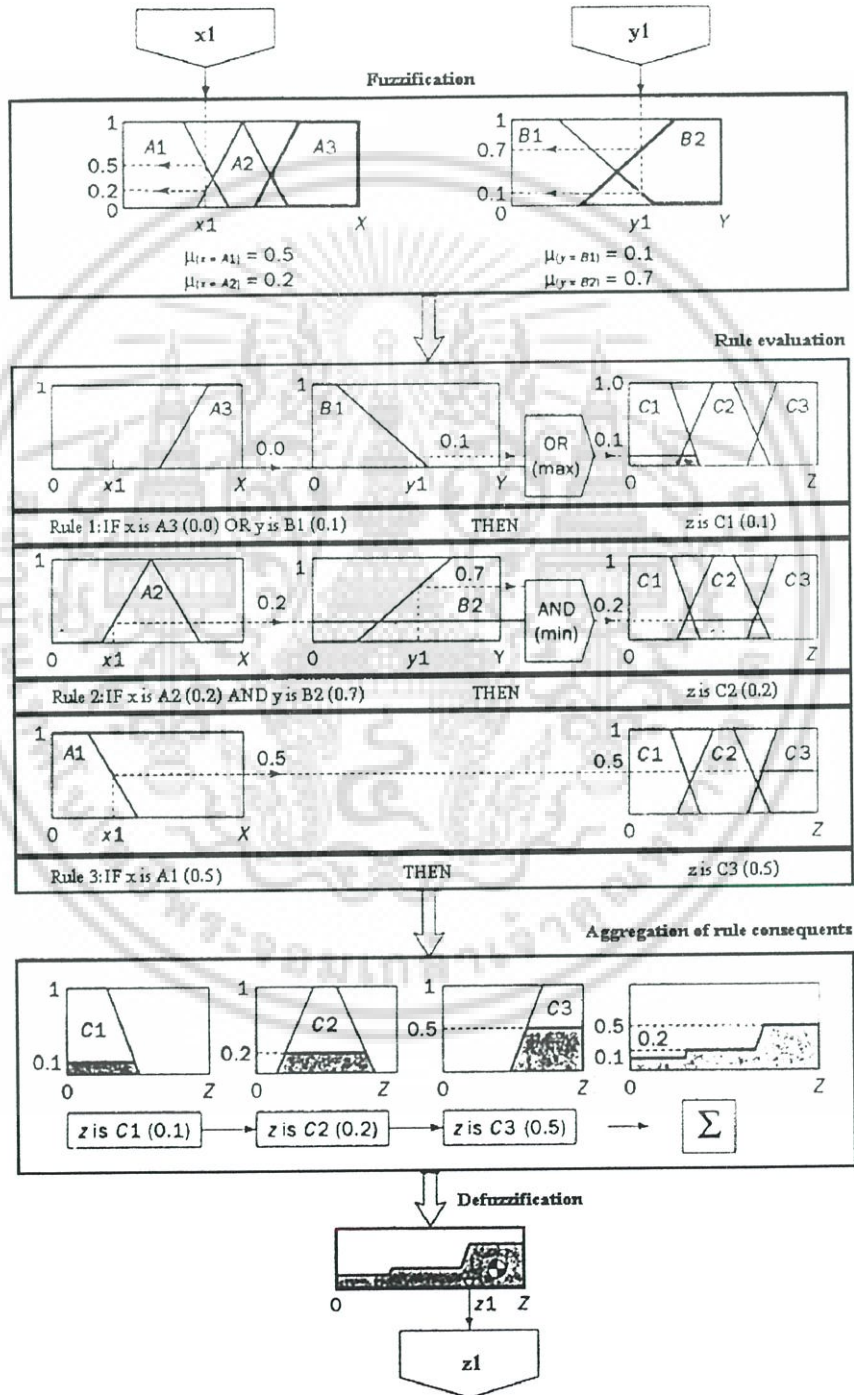 x1
y1
Fuzzification
1 A1 A2 A3
0.5
0.2
0 x1 X
1 B1 B2
0.7
0.1
0 y1 Y
μ(x = A1) = 0.5
μ(x = A2) = 0.2
μ(y = B1) = 0.1
μ(y = B2) = 0.7
Rule evaluation
1 A3 0.0
0 x1 X
1 B1 0.1
0 y1 Y
OR
(max)
1.0 C1 C2 C3
0.1
0 Z
Rule 1: IF x is A3 (0.0) OR y is B1 (0.1) THEN z is C1 (0.1)
1 A2 0.2
0 x1 X
1 0.7 B2
0 y1 Y
AND
(min)
1 C1 C2 C3
0.2
0 Z
Rule 2: IF x is A2 (0.2) AND y is B2 (0.7) THEN z is C2 (0.2)
1 A1 0.5
0 x1 X
1 C1 C2 C3
0.5
0 Z
Rule 3: IF x is A1 (0.5) THEN z is C3 (0.5)
Aggregation of rule consequents
1 C1
0.1
0 Z
1 C2
0.2
0 Z
1 C3
0.5
0 Z
1
0.5
0.2
0.1
0 Z
z is C1 (0.1)
z is C2 (0.2)
z is C3 (0.5)
Σ
Defuzzification
0 z1 Z
z1